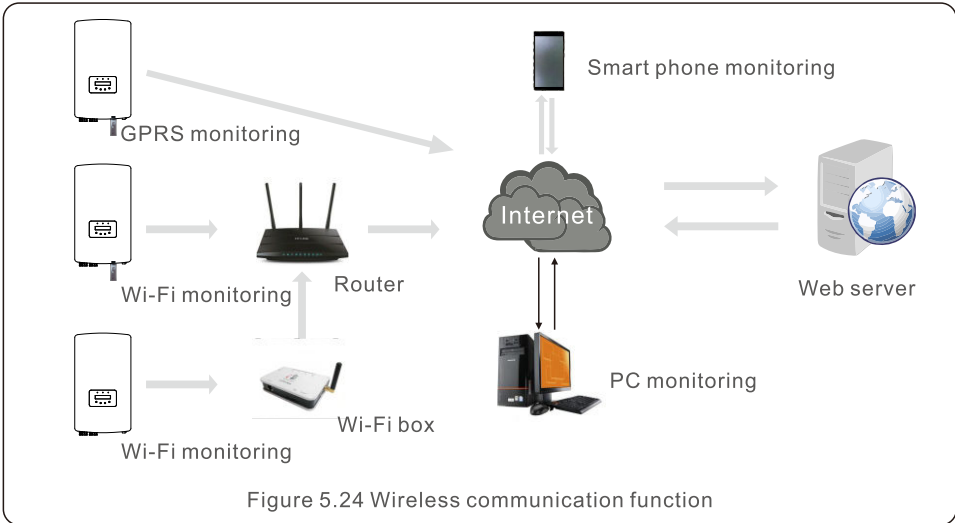 Smart phone monitoring
GPRS monitoring
Internet
Router
Wi-Fi monitoring
Web server
PC monitoring
Wi-Fi box
Wi-Fi monitoring
Figure 5.24 Wireless communication function